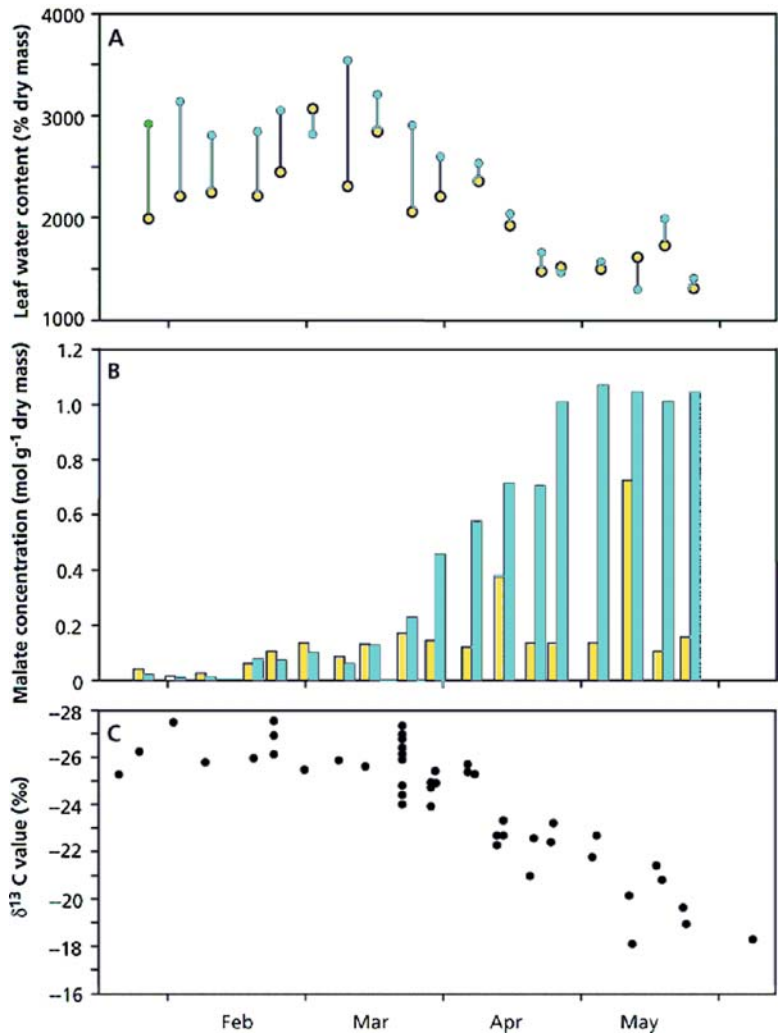 A
Leaf water content (% dry mass)
4000
3000
2000
1000
B
Malate concentration (mol g⁻¹ dry mass)
1.2
1.0
0.8
0.6
0.4
0.2
0
C
δ¹³ C value (‰)
–28
–26
–24
–22
–20
–18
–16
Feb Mar Apr May